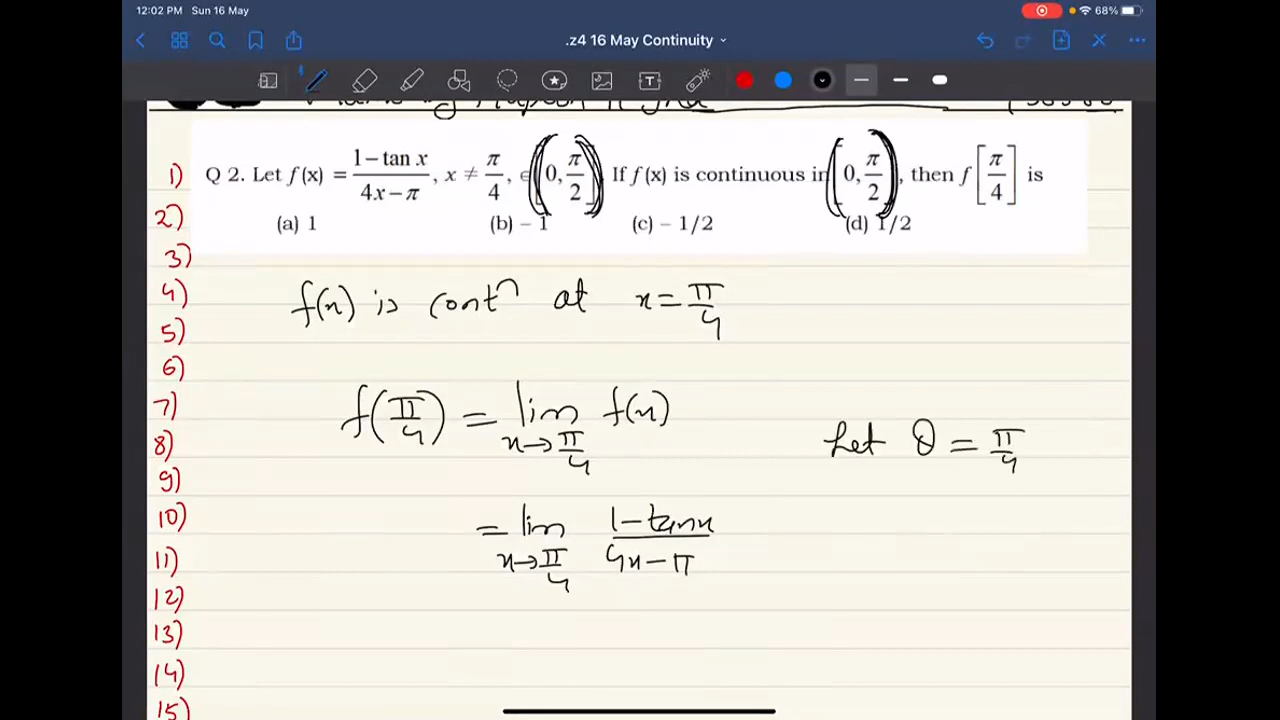 12:02 PM Sun 16 May
68%
.z4 16 May Continuity
1) Q 2. Let f(x) = (1 – tan x)/(4x – π), x ≠ π/4, ∈ (0, π/2) If f(x) is continuous in (0, π/2), then f[π/4] is
2) (a) 1 (b) – 1 (c) – 1/2 (d) 1/2
3)
4) f(x) is contⁿ at x = π/4
5)
6)
7) f(π/4) = lim x→π/4 f(x)
8) Let θ = π/4
9)
10) = lim x→π/4 (1 – tanx)/(4x – π)
11)
12)
13)
14)
15)